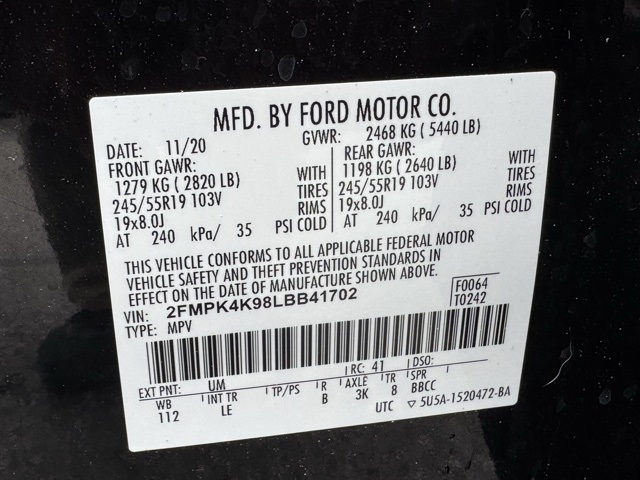 MFD. BY FORD MOTOR CO.
DATE: 11/20 GVWR: 2468 KG ( 5440 LB)
FRONT GAWR: REAR GAWR:
1279 KG ( 2820 LB) WITH 1198 KG ( 2640 LB) WITH
245/55R19 103V TIRES 245/55R19 103V TIRES
19x8.0J RIMS 19x8.0J RIMS
AT 240 kPa/ 35 PSI COLD AT 240 kPa/ 35 PSI COLD
THIS VEHICLE CONFORMS TO ALL APPLICABLE FEDERAL MOTOR
VEHICLE SAFETY AND THEFT PREVENTION STANDARDS IN
EFFECT ON THE DATE OF MANUFACTURE SHOWN ABOVE.
VIN: 2FMPK4K98LBB41702 F0064
TYPE: MPV T0242
EXT PNT: UM RC: 41 DSO:
WB INT TR TP/PS R AXLE TR SPR
112 LE B 3K 8 BBCC
UTC ▽ 5U5A-1520472-BA